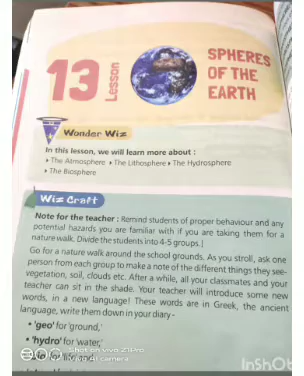 13
Lesson
SPHERES
OF THE
EARTH
Wonder Wiz
In this lesson, we will learn more about :
• The Atmosphere • The Lithosphere • The Hydrosphere
• The Biosphere
Wiz Craft
Note for the teacher : Remind students of proper behaviour and any
potential hazards you are familiar with if you are taking them for a
nature walk. Divide the students into 4-5 groups.]
Go for a nature walk around the school grounds. As you stroll, ask one
person from each group to make a note of the different things they see-
vegetation, soil, clouds etc. After a while, all your classmates and your
teacher can sit in the shade. Your teacher will introduce some new
words, in a new language! These words are in Greek, the ancient
language, write them down in your diary -
• 'geo' for 'ground,'
• 'hydro' for 'water,'
Shot on vivo Z1Pro
AI camera
InShOt